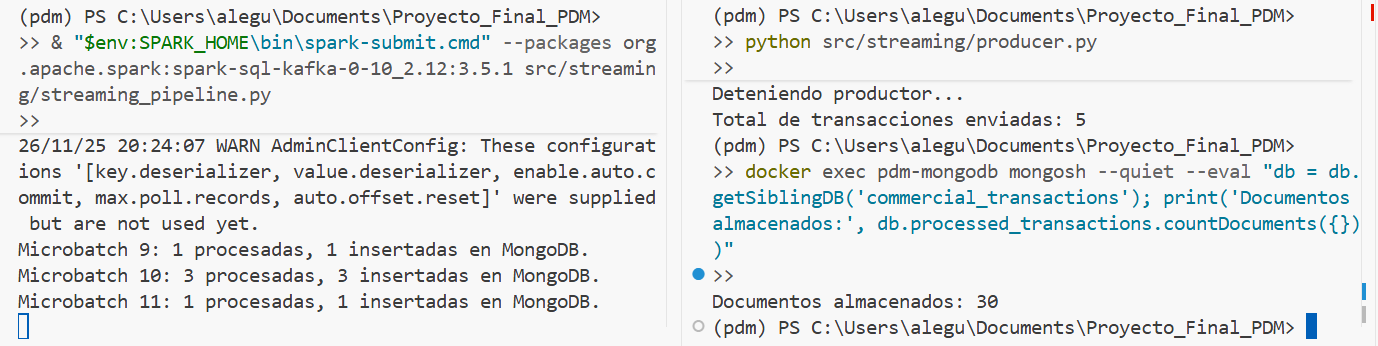 (pdm) PS C:\Users\alegu\Documents\Proyecto_Final_PDM>
>> & "$env:SPARK_HOME\bin\spark-submit.cmd" --packages org
.apache.spark:spark-sql-kafka-0-10_2.12:3.5.1 src/streamin
g/streaming_pipeline.py
>>
26/11/25 20:24:07 WARN AdminClientConfig: These configurat
ions '[key.deserializer, value.deserializer, enable.auto.c
ommit, max.poll.records, auto.offset.reset]' were supplied
 but are not used yet.
Microbatch 9: 1 procesadas, 1 insertadas en MongoDB.
Microbatch 10: 3 procesadas, 3 insertadas en MongoDB.
Microbatch 11: 1 procesadas, 1 insertadas en MongoDB.
(pdm) PS C:\Users\alegu\Documents\Proyecto_Final_PDM>
>> python src/streaming/producer.py
>>
Deteniendo productor...
Total de transacciones enviadas: 5
(pdm) PS C:\Users\alegu\Documents\Proyecto_Final_PDM>
>> docker exec pdm-mongodb mongosh --quiet --eval "db = db.
getSiblingDB('commercial_transactions'); print('Documentos
almacenados:', db.processed_transactions.countDocuments({})
)"
>>
Documentos almacenados: 30
(pdm) PS C:\Users\alegu\Documents\Proyecto_Final_PDM>